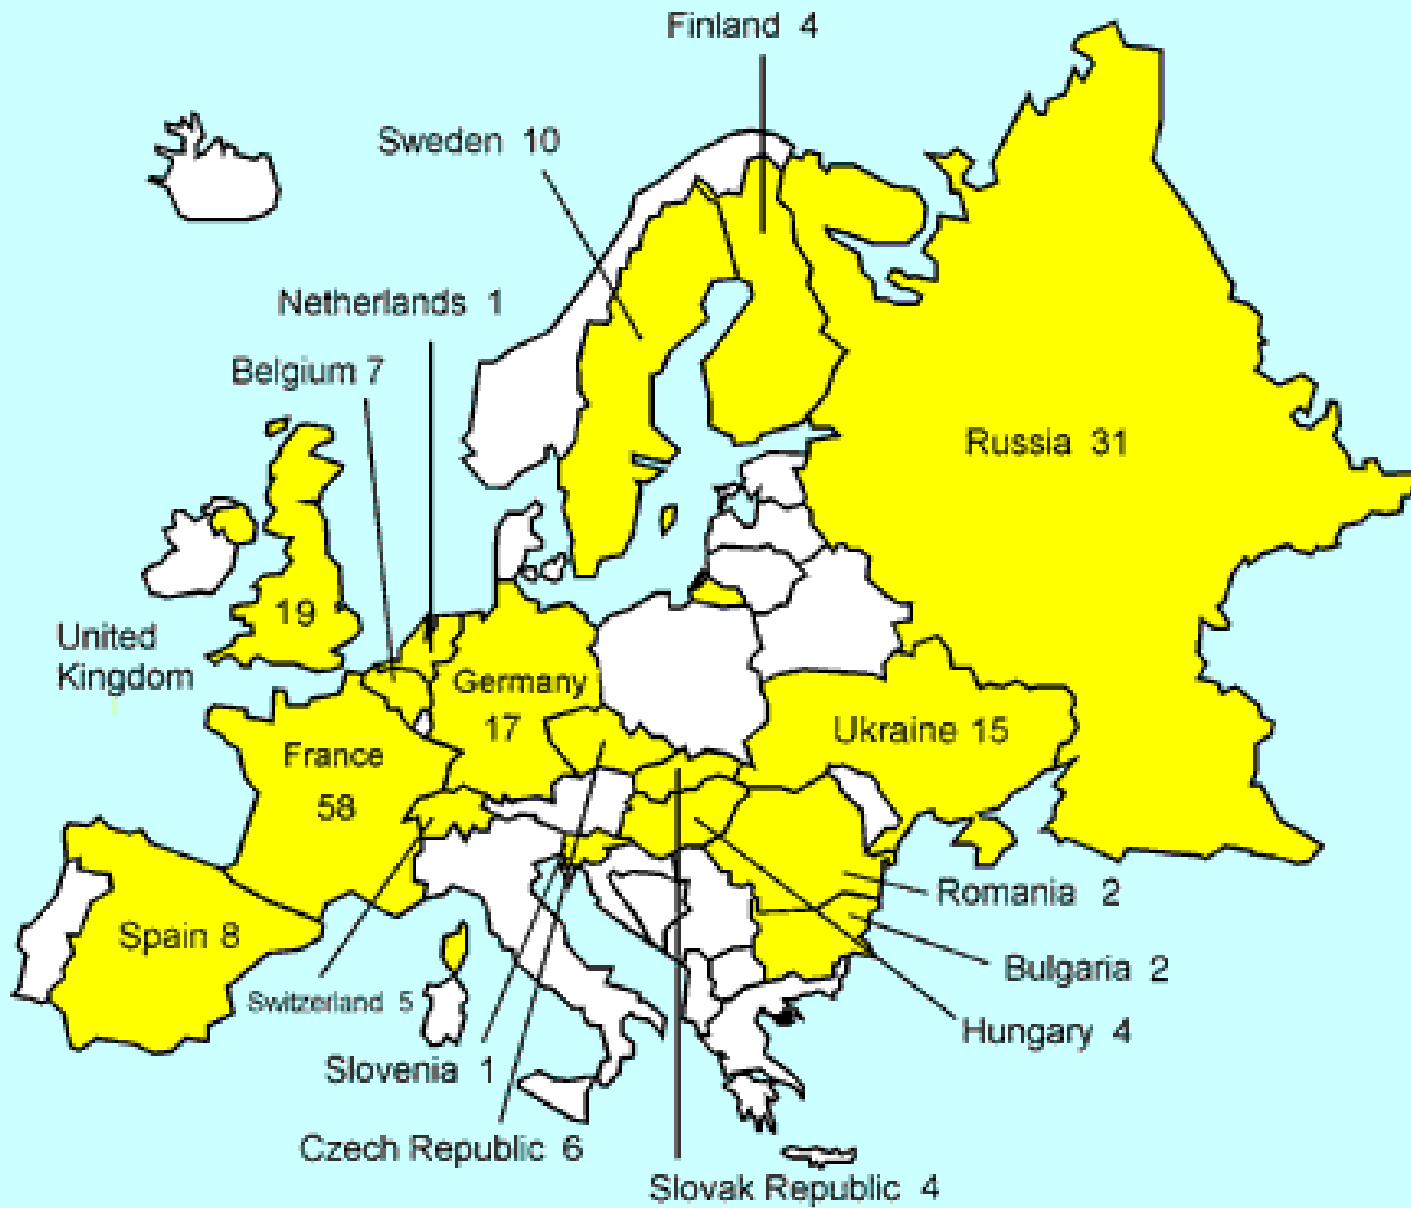 Finland 4
Sweden 10
Netherlands 1
Belgium 7
Russia 31
19
United
Kingdom
Germany
17
Ukraine 15
France
58
Romania 2
Spain 8
Bulgaria 2
Switzerland 5
Hungary 4
Slovenia 1
Czech Republic 6
Slovak Republic 4